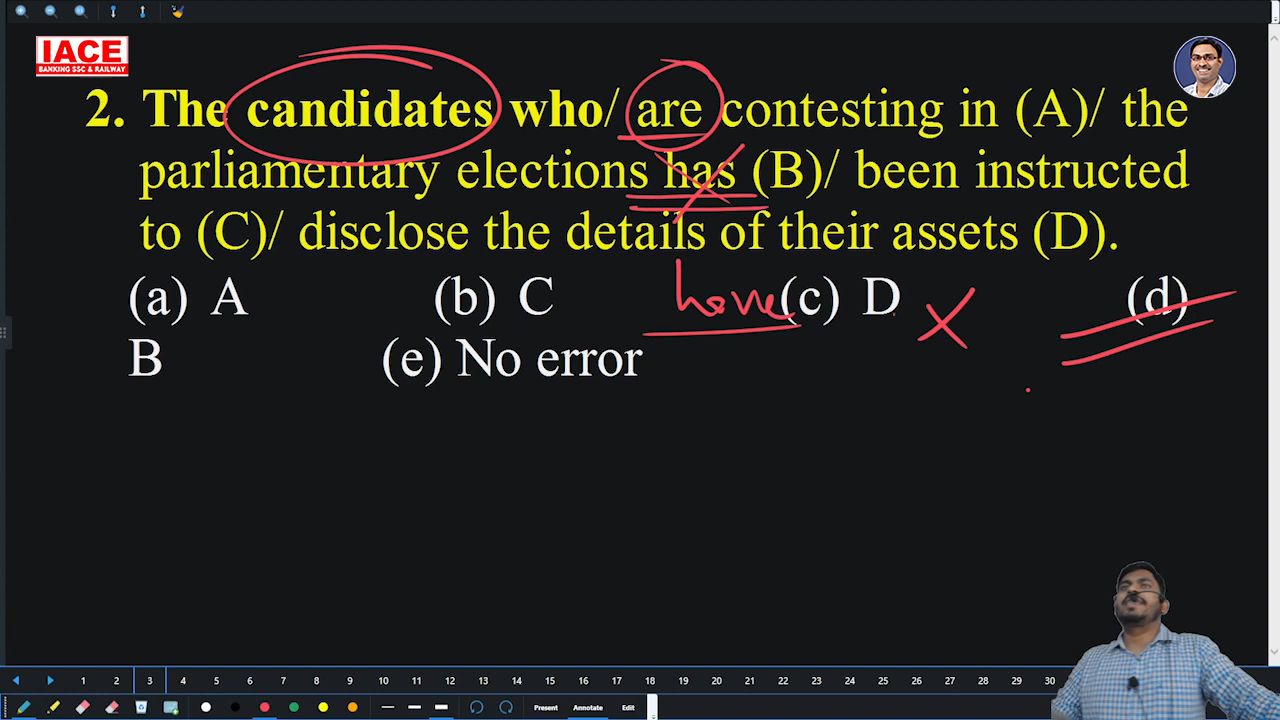 IACE
BANKING SSC & RAILWAY
2. The candidates who/ are contesting in (A)/ the
parliamentary elections has (B)/ been instructed
to (C)/ disclose the details of their assets (D).
have
(a) A (b) C (c) D (d)
B (e) No error
1 2 3 4 5 6 7 8 9 10 11 12 13 14 15 16 17 18 19 20 21 22 23 24 25 26 27 28 29 30
Present Annotate Edit